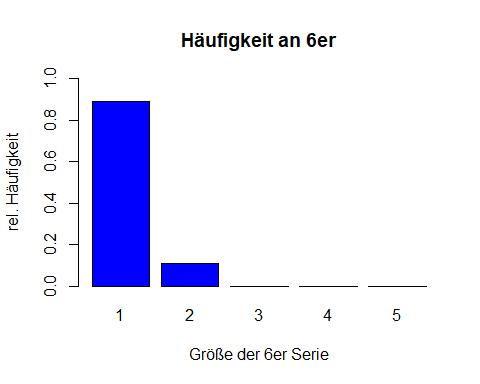 Häufigkeit an 6er
rel. Häufigkeit
1.0
0.8
0.6
0.4
0.2
0.0
1 2 3 4 5
Größe der 6er Serie